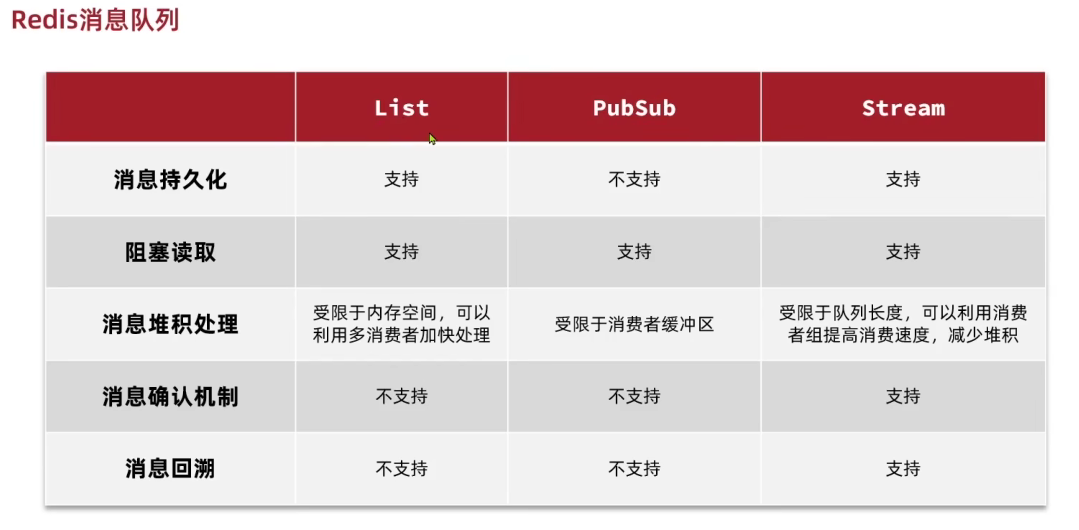 Redis消息队列
List PubSub Stream
消息持久化 支持 不支持 支持
阻塞读取 支持 支持 支持
消息堆积处理 受限于内存空间，可以 利用多消费者加快处理 受限于消费者缓冲区 受限于队列长度，可以利用消费 者组提高消费速度，减少堆积
消息确认机制 不支持 不支持 支持
消息回溯 不支持 不支持 支持